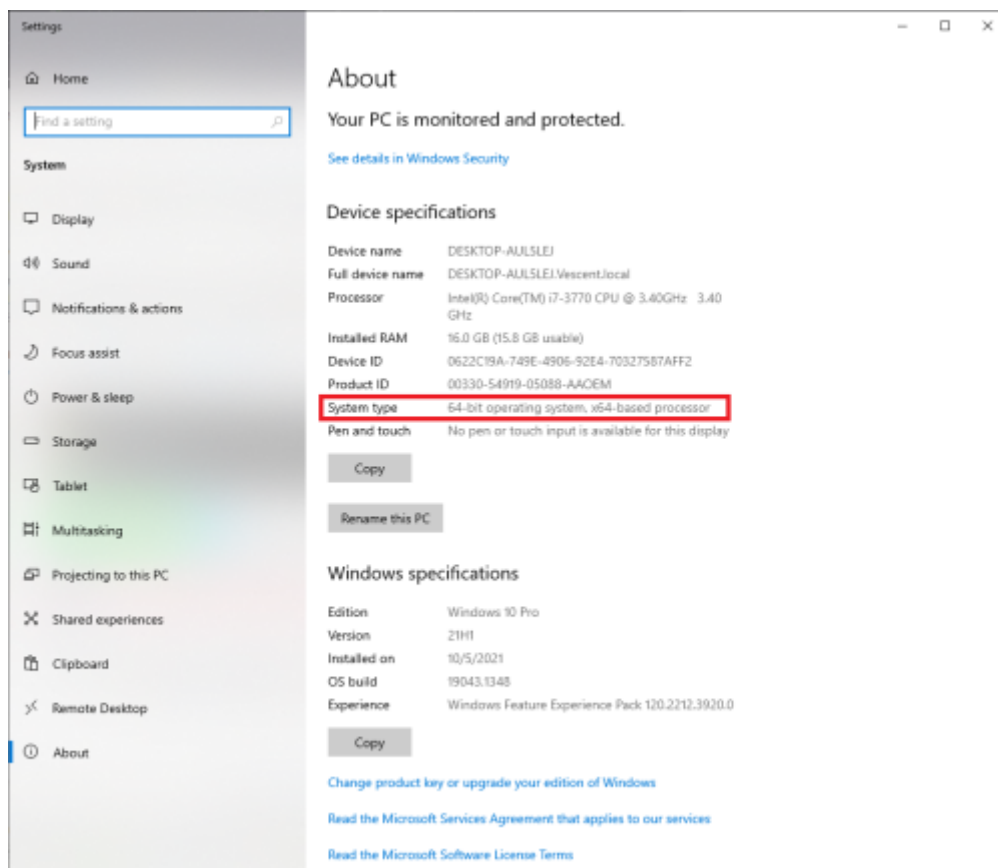 Settings
Home
Find a setting
System
Display
Sound
Notifications & actions
Focus assist
Power & sleep
Storage
Tablet
Multitasking
Projecting to this PC
Shared experiences
Clipboard
Remote Desktop
About
About
Your PC is monitored and protected.
See details in Windows Security
Device specifications
Device name DESKTOP-AUL5LEJ
Full device name DESKTOP-AUL5LEJ.Vescent.local
Processor Intel(R) Core(TM) i7-3770 CPU @ 3.40GHz 3.40
GHz
Installed RAM 16.0 GB (15.8 GB usable)
Device ID 0622C19A-749E-4906-92E4-70327587AFF2
Product ID 00330-54919-05088-AAOEM
System type 64-bit operating system, x64-based processor
Pen and touch No pen or touch input is available for this display
Copy
Rename this PC
Windows specifications
Edition Windows 10 Pro
Version 21H1
Installed on 10/5/2021
OS build 19043.1348
Experience Windows Feature Experience Pack 120.2212.3920.0
Copy
Change product key or upgrade your edition of Windows
Read the Microsoft Services Agreement that applies to our services
Read the Microsoft Software License Terms